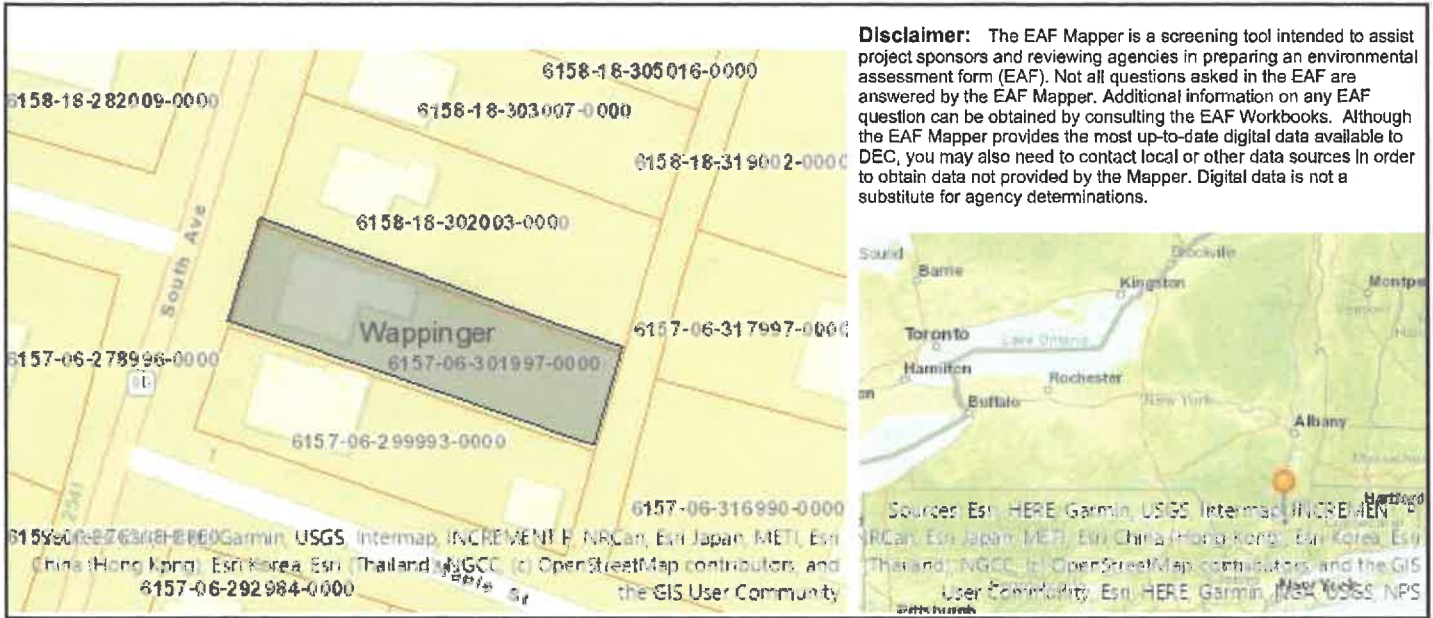 Disclaimer: The EAF Mapper is a screening tool intended to assist
project sponsors and reviewing agencies in preparing an environmental
assessment form (EAF). Not all questions asked in the EAF are
answered by the EAF Mapper. Additional information on any EAF
question can be obtained by consulting the EAF Workbooks. Although
the EAF Mapper provides the most up-to-date digital data available to
DEC, you may also need to contact local or other data sources in order
to obtain data not provided by the Mapper. Digital data is not a
substitute for agency determinations.
6158-18-305016-0000
6158-18-282009-0000
6158-18-303007-0000
6158-18-319002-0000
6158-18-302003-0000
South Ave
Wappinger
6157-06-317997-0000
6157-06-278996-0000
6157-06-301997-0000
6157-06-299993-0000
6157-06-316990-0000
Garmin, USGS, Intermap, INCREMENT P, NRCan, Esri Japan, METI, Esri
China (Hong Kong), Esri Korea, Esri (Thailand), NGCC, (c) OpenStreetMap contributors, and
6157-06-292984-0000
the GIS User Community
Sound
Barrie
Brockville
Kingston
Montpe
Toronto
Lake Ontario
Hamilton
Rochester
Buffalo
New York
Albany
Hartford
Sources: Esri, HERE, Garmin, USGS, Intermap, INCREMEN
NRCan, Esri Japan, METI, Esri China (Hong Kong), Esri Korea, Esri
(Thailand), NGCC, (c) OpenStreetMap contributors, and the GIS
User Community, Esri, HERE, Garmin, USGS, NPS
Pittsburgh
New York